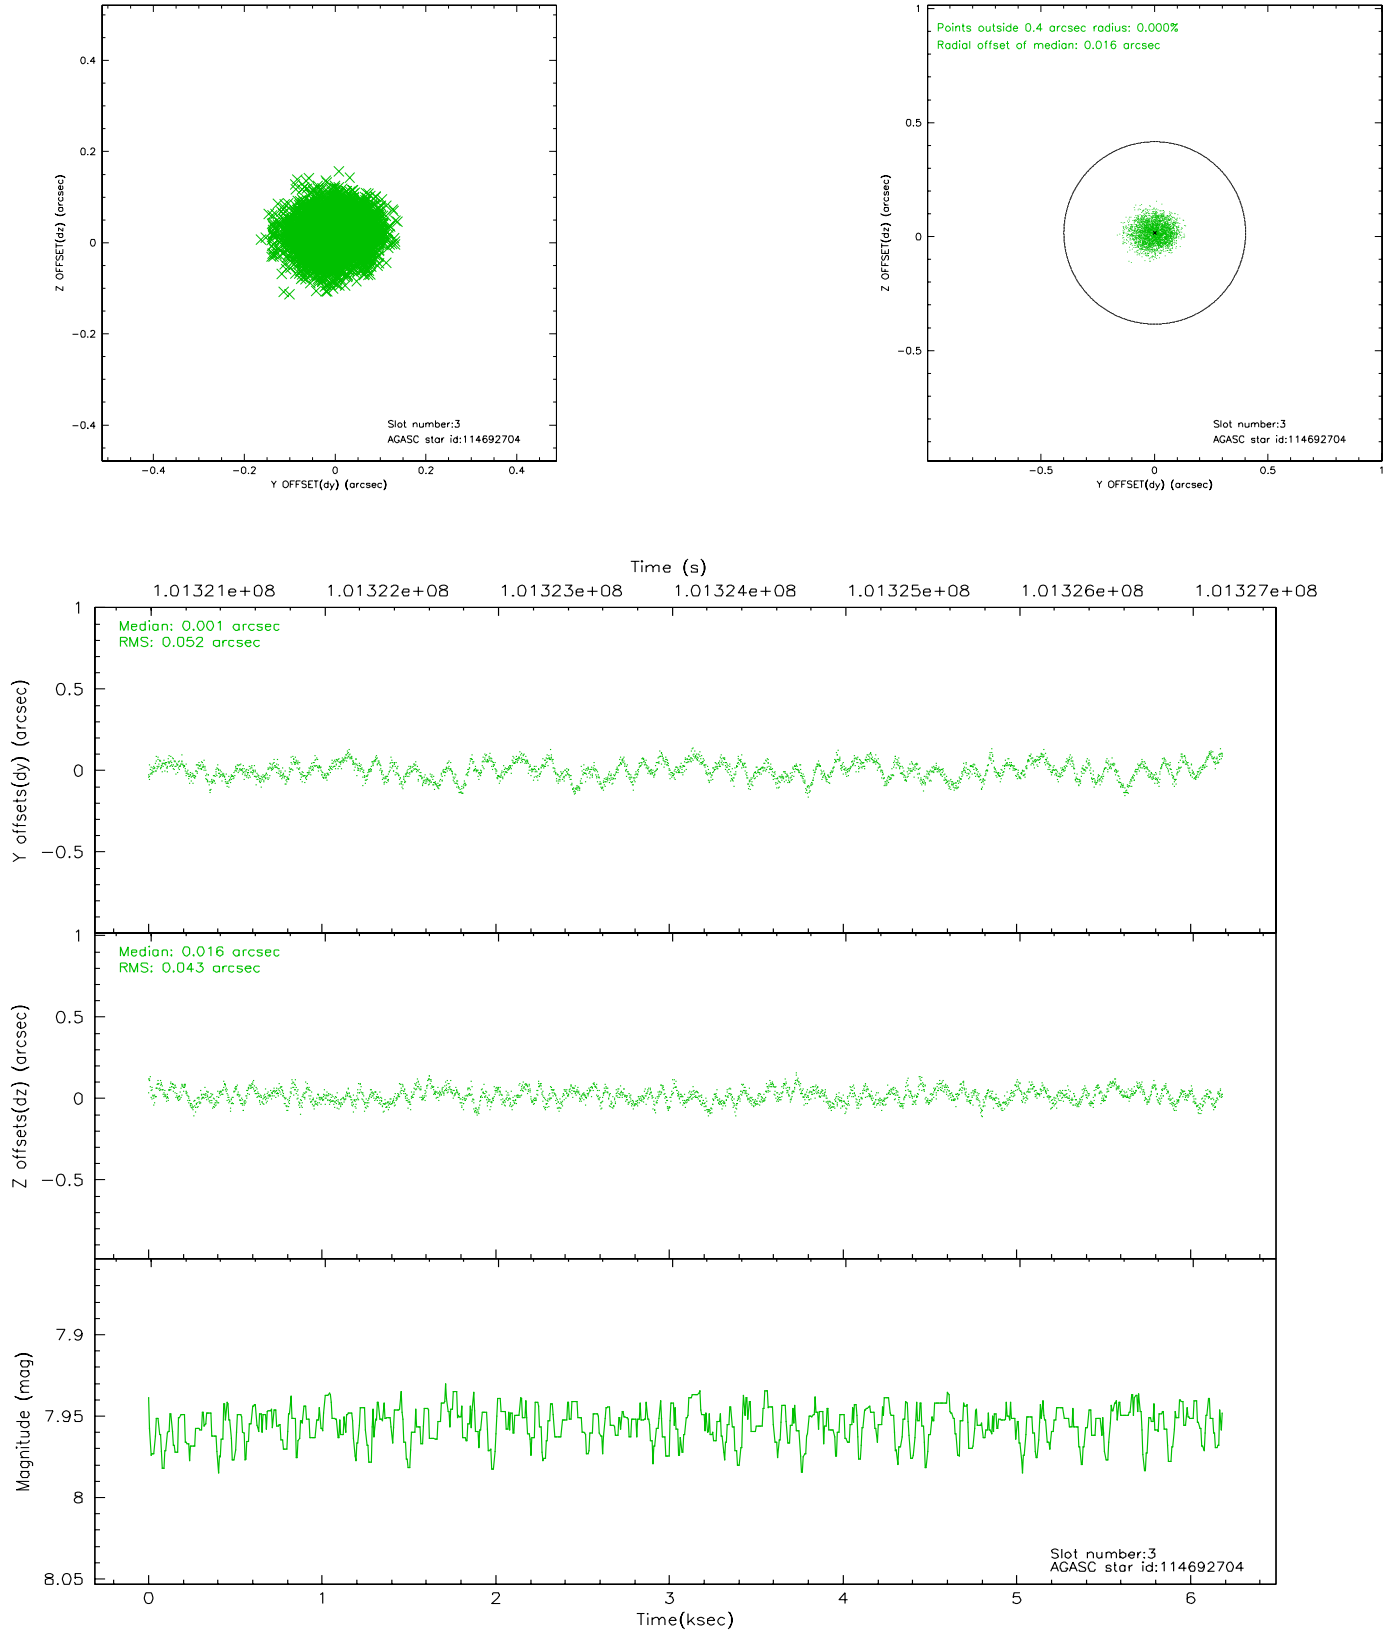 0.4
0.2
0
−0.2
−0.4
Z OFFSET(dz) (arcsec)
Slot number:3
AGASC star id:114692704
−0.4 −0.2 0 0.2 0.4
Y OFFSET(dy) (arcsec)
Points outside 0.4 arcsec radius: 0.000%
Radial offset of median: 0.016 arcsec
1
0.5
0
−0.5
Z OFFSET(dz) (arcsec)
Slot number:3
AGASC star id:114692704
−0.5 0 0.5 1
Y OFFSET(dy) (arcsec)
Time (s)
1.01321e+08 1.01322e+08 1.01323e+08 1.01324e+08 1.01325e+08 1.01326e+08 1.01327e+08
Median: 0.001 arcsec
RMS: 0.052 arcsec
1
0.5
0
−0.5
Y offsets(dy) (arcsec)
Median: 0.016 arcsec
RMS: 0.043 arcsec
1
0.5
0
−0.5
Z offsets(dz) (arcsec)
7.9
7.95
8
8.05
Magnitude (mag)
Slot number:3
AGASC star id:114692704
0 1 2 3 4 5 6
Time(ksec)